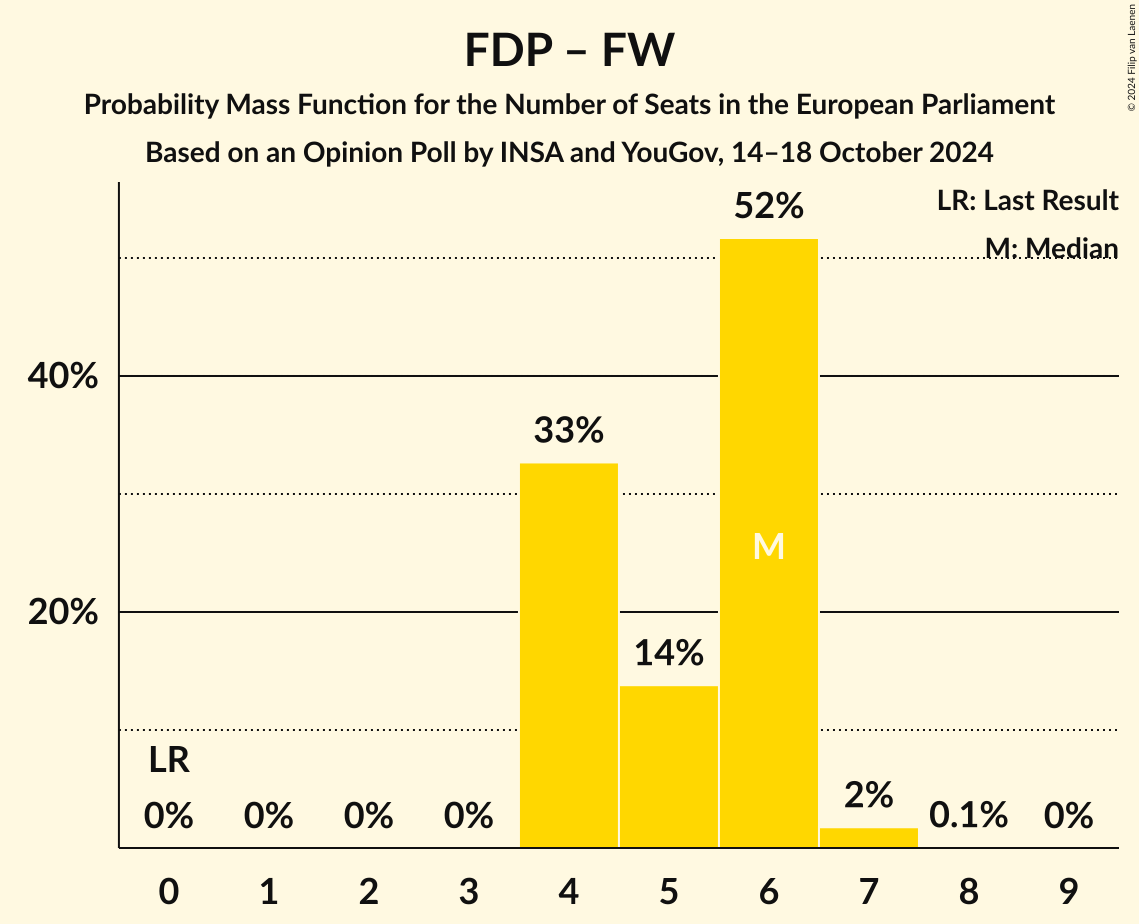 FDP – FW
Probability Mass Function for the Number of Seats in the European Parliament
Based on an Opinion Poll by INSA and YouGov, 14–18 October 2024
© 2024 Filip van Laenen
LR: Last Result
M: Median
52%
40%
33%
M
20%
14%
LR
0%
0%
0%
0%
2%
0.1%
0%
0
1
2
3
4
5
6
7
8
9